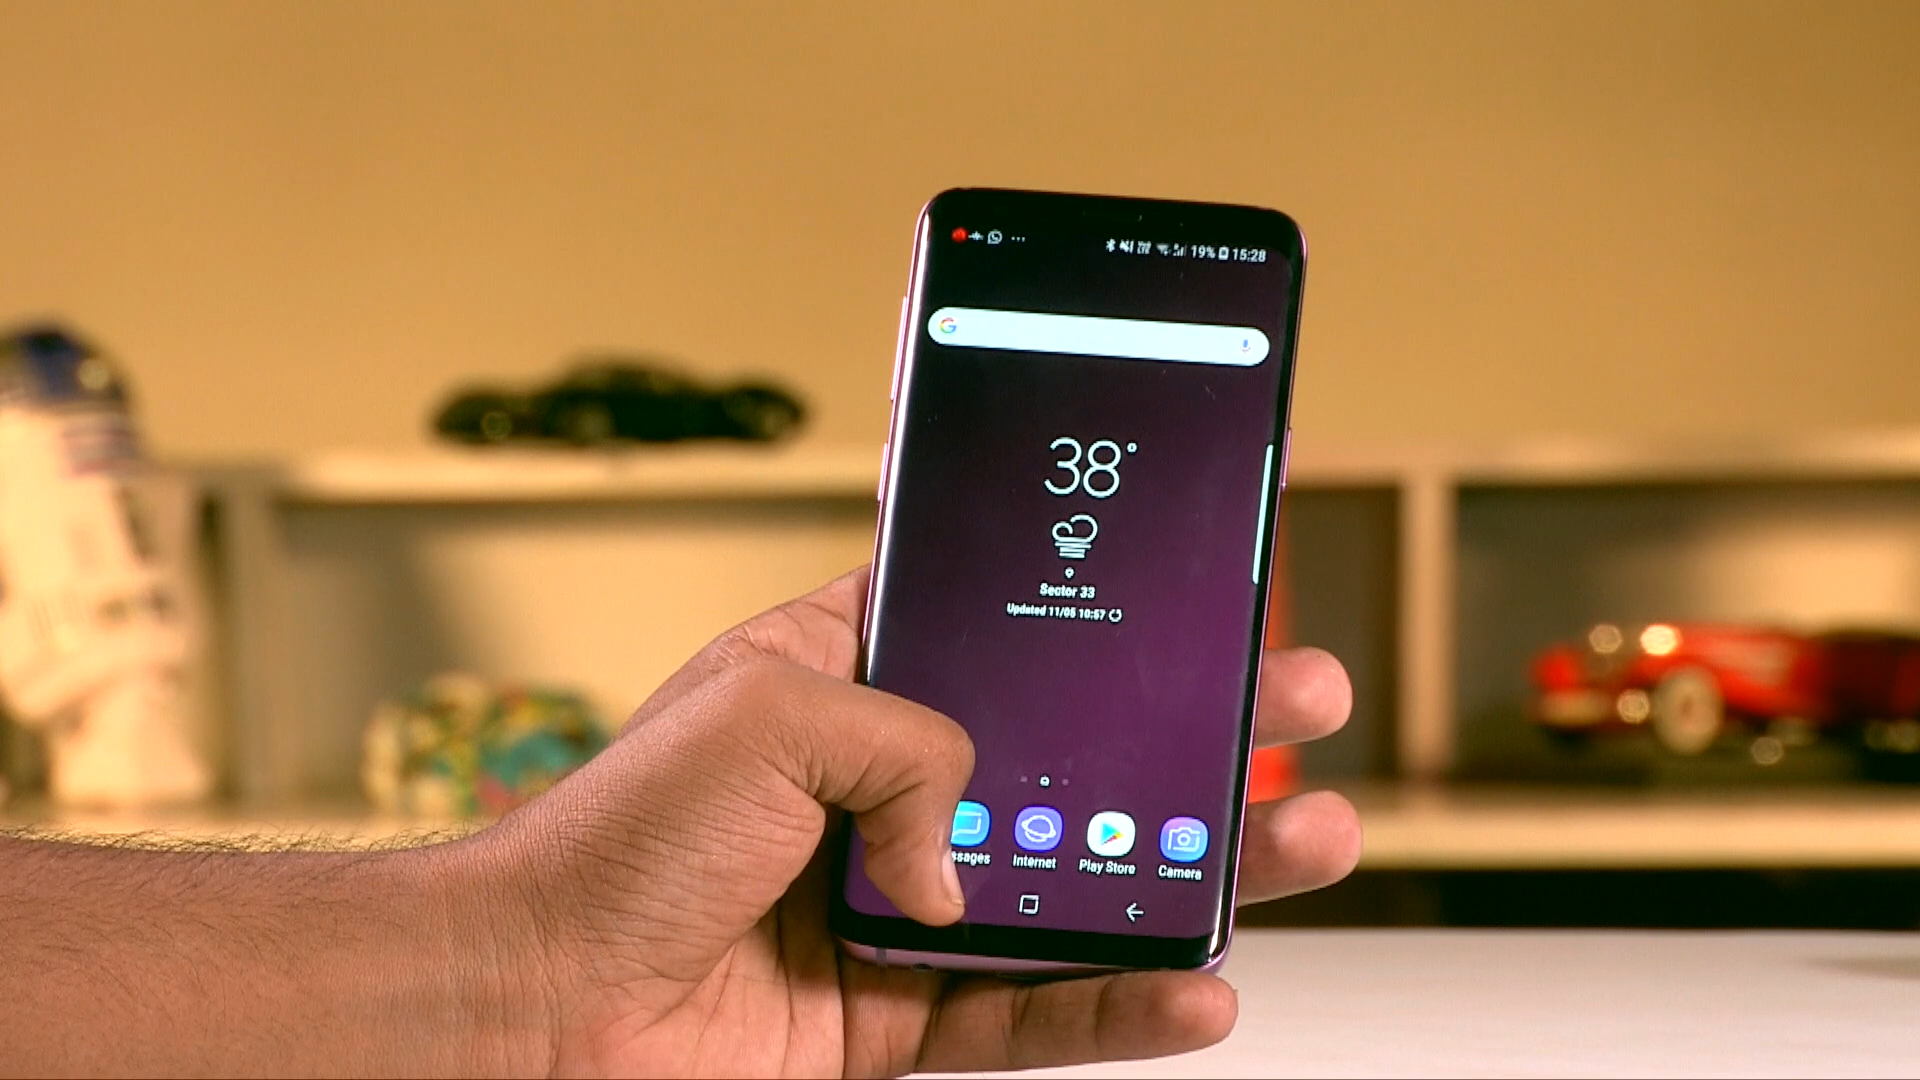 19% 15:28
38°
Sector 33
Updated 11/05 10:57
ssages Internet Play Store Camera